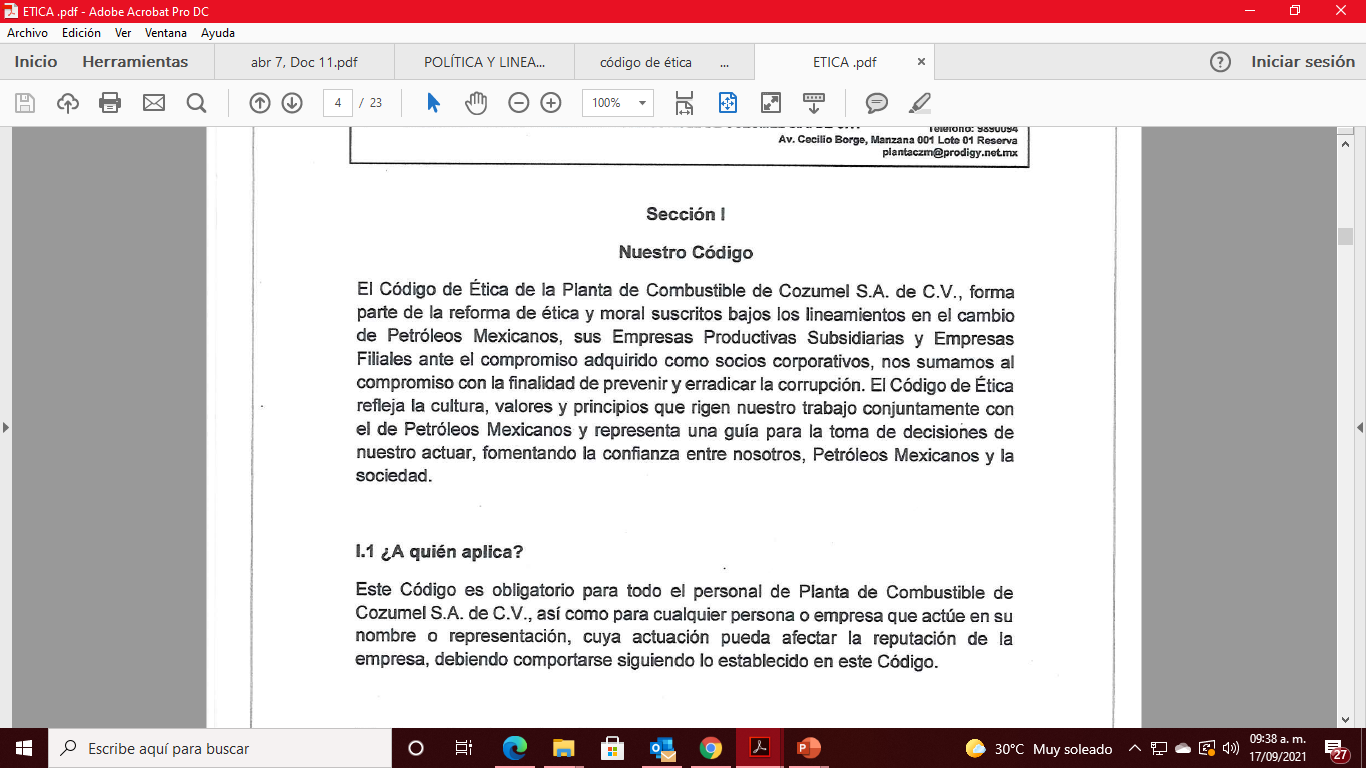 ETICA .pdf - Adobe Acrobat Pro DC
Archivo Edición Ver Ventana Ayuda
Inicio Herramientas abr 7, Doc 11.pdf POLÍTICA Y LINEA... código de ética ... ETICA .pdf × ? Iniciar sesión
4 / 23 100%
Teléfono: 9890094
Av. Cecilio Borge, Manzana 001 Lote 01 Reserva
plantaczm@prodigy.net.mx
Sección I
Nuestro Código
El Código de Ética de la Planta de Combustible de Cozumel S.A. de C.V., forma
parte de la reforma de ética y moral suscritos bajos los lineamientos en el cambio
de Petróleos Mexicanos, sus Empresas Productivas Subsidiarias y Empresas
Filiales ante el compromiso adquirido como socios corporativos, nos sumamos al
compromiso con la finalidad de prevenir y erradicar la corrupción. El Código de Ética
refleja la cultura, valores y principios que rigen nuestro trabajo conjuntamente con
el de Petróleos Mexicanos y representa una guía para la toma de decisiones de
nuestro actuar, fomentando la confianza entre nosotros, Petróleos Mexicanos y la
sociedad.
I.1 ¿A quién aplica?
Este Código es obligatorio para todo el personal de Planta de Combustible de
Cozumel S.A. de C.V., así como para cualquier persona o empresa que actúe en su
nombre o representación, cuya actuación pueda afectar la reputación de la
empresa, debiendo comportarse siguiendo lo establecido en este Código.
Escribe aquí para buscar
30°C Muy soleado
09:38 a. m.
17/09/2021
27